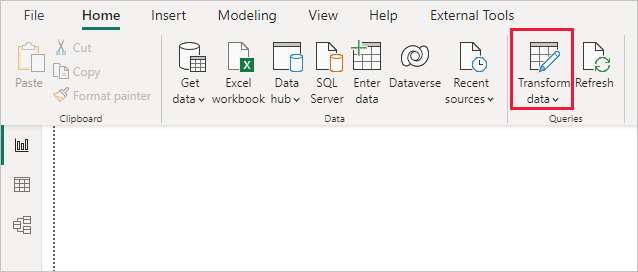 File Home Insert Modeling View Help External Tools
Paste
Cut
Copy
Format painter
Clipboard
Get
data
Excel
workbook
Data
hub
SQL
Server
Enter
data
Dataverse
Recent
sources
Data
Transform
data
Refresh
Queries